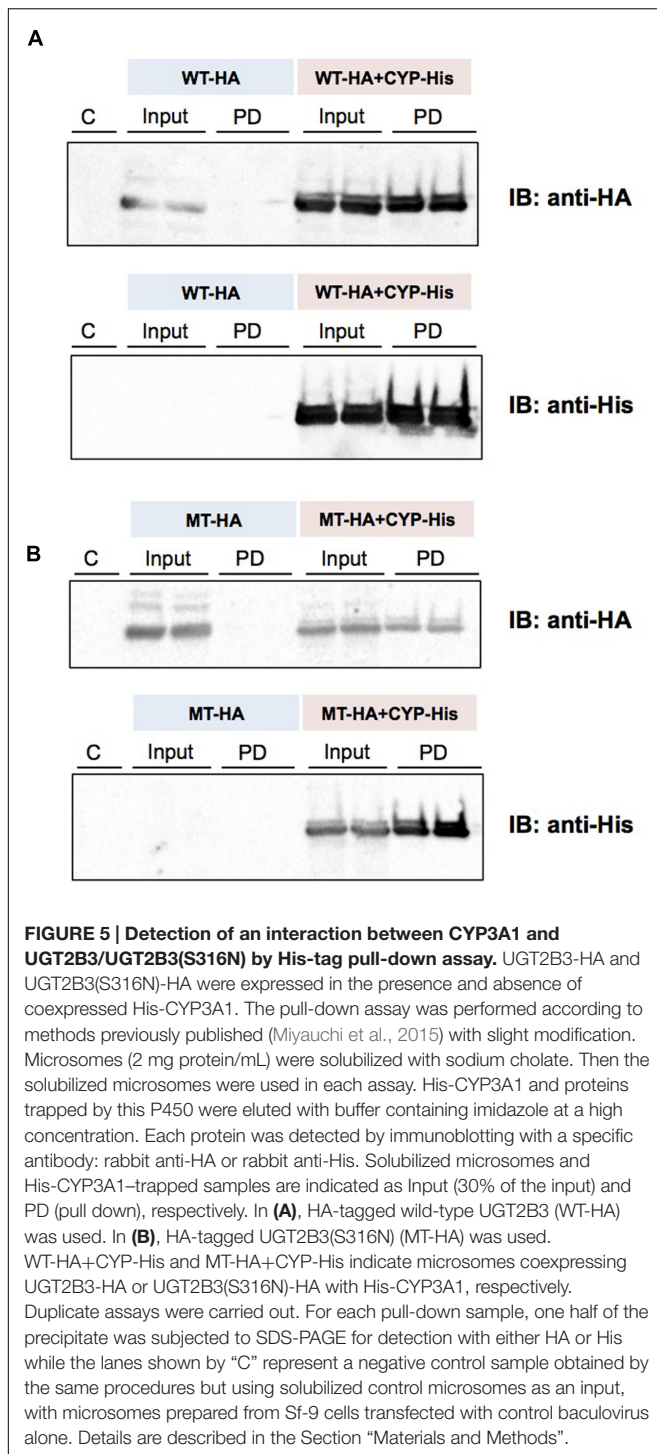 A
WT-HA WT-HA+CYP-His
C Input PD Input PD
IB: anti-HA
WT-HA WT-HA+CYP-His
C Input PD Input PD
IB: anti-His
MT-HA MT-HA+CYP-His
B C Input PD Input PD
IB: anti-HA
MT-HA MT-HA+CYP-His
C Input PD Input PD
IB: anti-His
FIGURE 5 | Detection of an interaction between CYP3A1 and
UGT2B3/UGT2B3(S316N) by His-tag pull-down assay. UGT2B3-HA and
UGT2B3(S316N)-HA were expressed in the presence and absence of
coexpressed His-CYP3A1. The pull-down assay was performed according to
methods previously published (Miyauchi et al., 2015) with slight modification.
Microsomes (2 mg protein/mL) were solubilized with sodium cholate. Then the
solubilized microsomes were used in each assay. His-CYP3A1 and proteins
trapped by this P450 were eluted with buffer containing imidazole at a high
concentration. Each protein was detected by immunoblotting with a specific
antibody: rabbit anti-HA or rabbit anti-His. Solubilized microsomes and
His-CYP3A1–trapped samples are indicated as Input (30% of the input) and
PD (pull down), respectively. In (A), HA-tagged wild-type UGT2B3 (WT-HA)
was used. In (B), HA-tagged UGT2B3(S316N) (MT-HA) was used.
WT-HA+CYP-His and MT-HA+CYP-His indicate microsomes coexpressing
UGT2B3-HA or UGT2B3(S316N)-HA with His-CYP3A1, respectively.
Duplicate assays were carried out. For each pull-down sample, one half of the
precipitate was subjected to SDS-PAGE for detection with either HA or His
while the lanes shown by “C” represent a negative control sample obtained by
the same procedures but using solubilized control microsomes as an input,
with microsomes prepared from Sf-9 cells transfected with control baculovirus
alone. Details are described in the Section “Materials and Methods”.